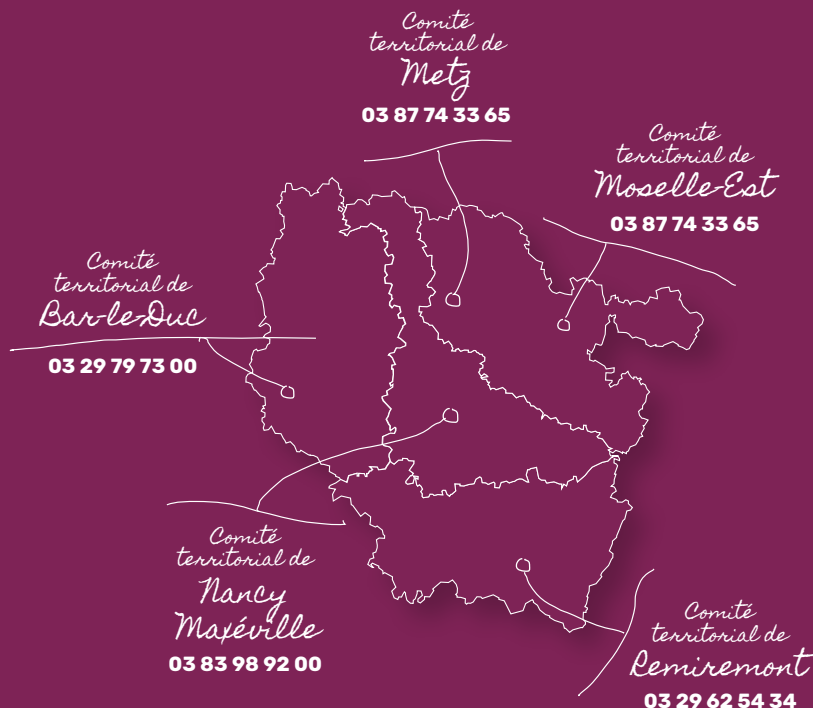 Comité
territorial de
Metz
03 87 74 33 65
Comité
territorial de
Moselle-Est
03 87 74 33 65
Comité
territorial de
Bar-le-Duc
03 29 79 73 00
Comité
territorial de
Nancy
Maxéville
03 83 98 92 00
Comité
territorial de
Remiremont
03 29 62 54 34